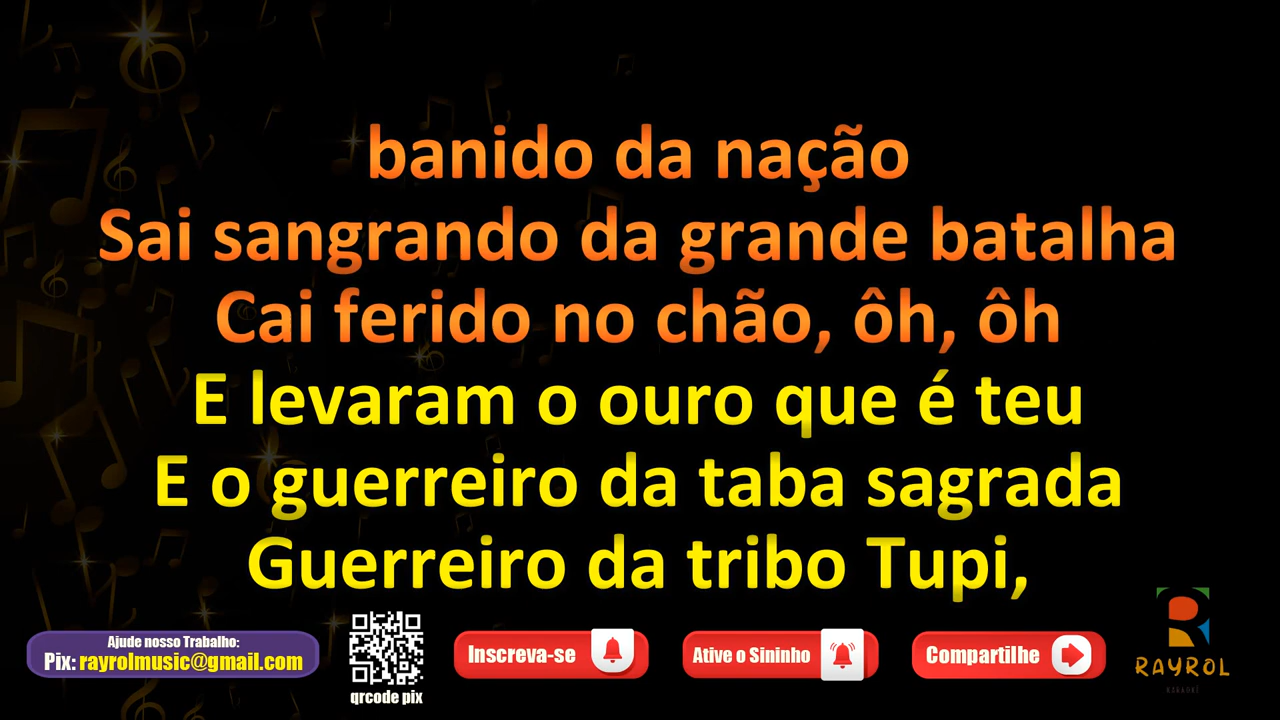 banido da nação
Sai sangrando da grande batalha
Cai ferido no chão, ôh, ôh
E levaram o ouro que é teu
E o guerreiro da taba sagrada
Guerreiro da tribo Tupi,
Ajude nosso Trabalho:
Pix: rayrolmusic@gmail.com
qrcode pix
Inscreva-se
Ative o Sininho
Compartilhe
RAYROL
KARAOKÊ